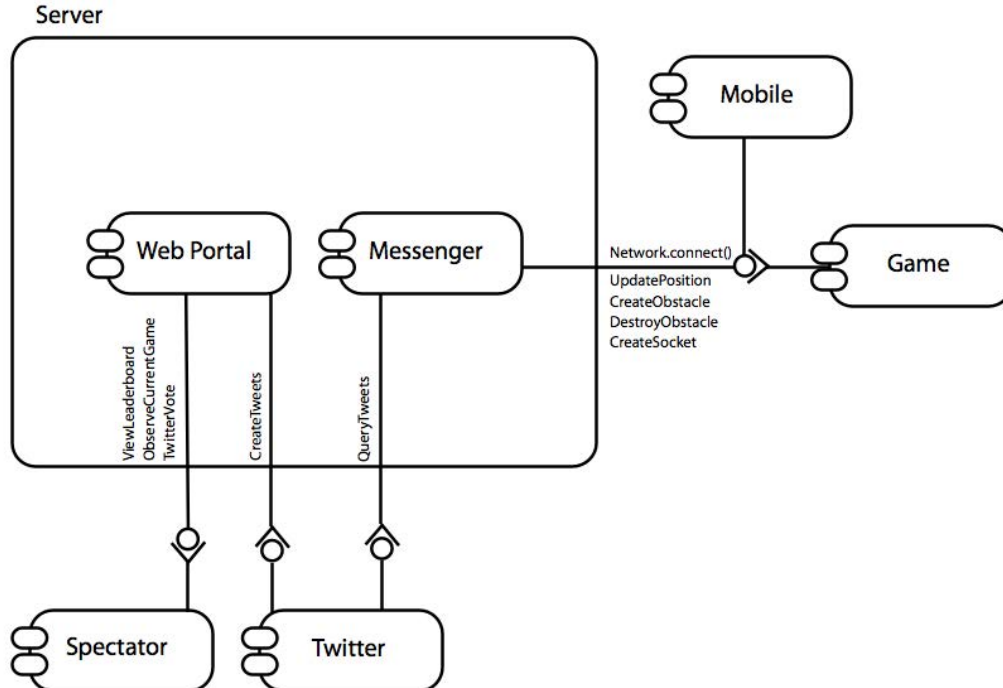 Server
Mobile
Web Portal
Messenger
Network.connect()
UpdatePosition
CreateObstacle
DestroyObstacle
CreateSocket
Game
ViewLeaderboard
ObserveCurrentGame
TwitterVote
CreateTweets
QueryTweets
Spectator
Twitter